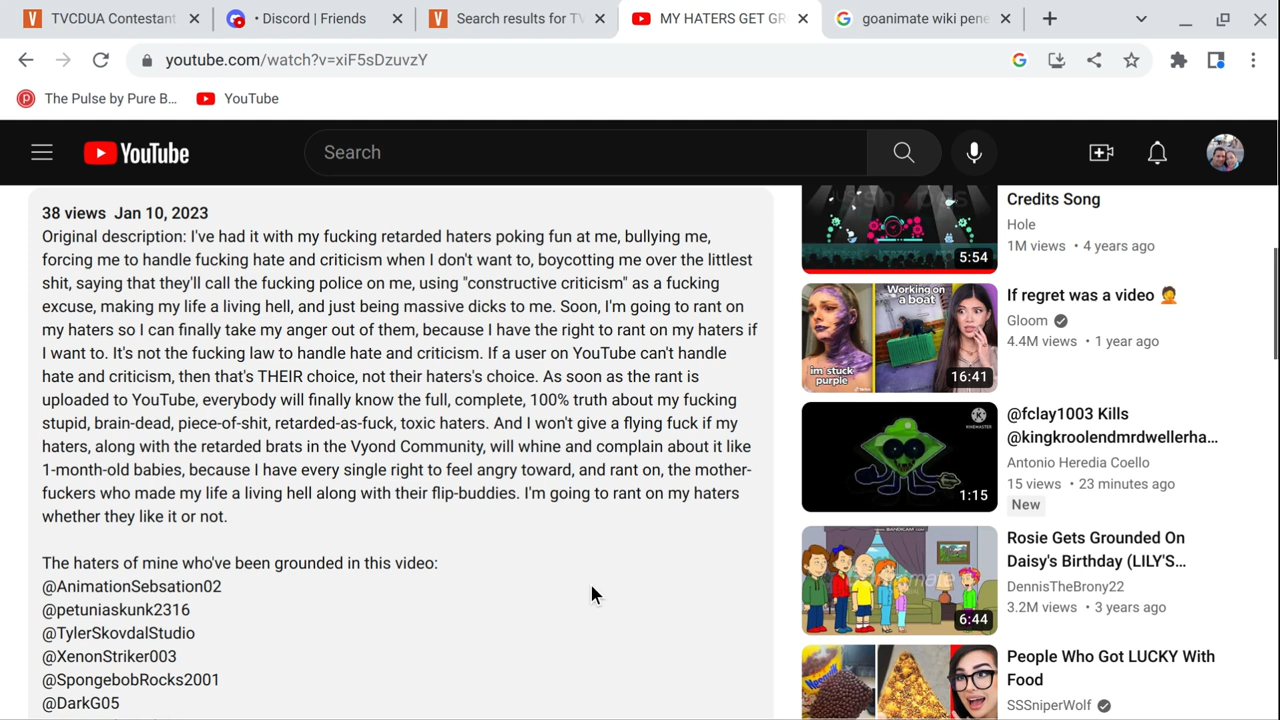 TVCDUA Contestant
• Discord | Friends
Search results for TV
MY HATERS GET GR
goanimate wiki pene
youtube.com/watch?v=xiF5sDzuvzY
The Pulse by Pure B...
YouTube
YouTube
Search
38 views Jan 10, 2023
Original description: I've had it with my fucking retarded haters poking fun at me, bullying me,
forcing me to handle fucking hate and criticism when I don't want to, boycotting me over the littlest
shit, saying that they'll call the fucking police on me, using "constructive criticism" as a fucking
excuse, making my life a living hell, and just being massive dicks to me. Soon, I'm going to rant on
my haters so I can finally take my anger out of them, because I have the right to rant on my haters if
I want to. It's not the fucking law to handle hate and criticism. If a user on YouTube can't handle
hate and criticism, then that's THEIR choice, not their haters's choice. As soon as the rant is
uploaded to YouTube, everybody will finally know the full, complete, 100% truth about my fucking
stupid, brain-dead, piece-of-shit, retarded-as-fuck, toxic haters. And I won't give a flying fuck if my
haters, along with the retarded brats in the Vyond Community, will whine and complain about it like
1-month-old babies, because I have every single right to feel angry toward, and rant on, the mother-
fuckers who made my life a living hell along with their flip-buddies. I'm going to rant on my haters
whether they like it or not.
The haters of mine who've been grounded in this video:
@AnimationSebsation02
@petuniaskunk2316
@TylerSkovdalStudio
@XenonStriker003
@SpongebobRocks2001
@DarkG05
5:54
Credits Song
Hole
1M views • 4 years ago
Working on
a boat
im stuck
purple
16:41
If regret was a video 🤦
Gloom
4.4M views • 1 year ago
KINEMASTER
1:15
@fclay1003 Kills
@kingkroolendmrdwellerha...
Antonio Heredia Coello
15 views • 23 minutes ago
New
6:44
Rosie Gets Grounded On
Daisy's Birthday (LILY'S...
DennisTheBrony22
3.2M views • 3 years ago
People Who Got LUCKY With
Food
SSSniperWolf